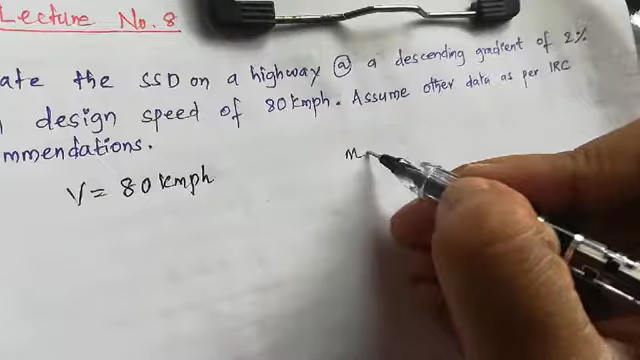 Lecture No. 8
ate the SSD on a highway @ a descending gradient of 2%
design speed of 80 kmph. Assume other data as per IRC
mmendations.
V = 80 kmph